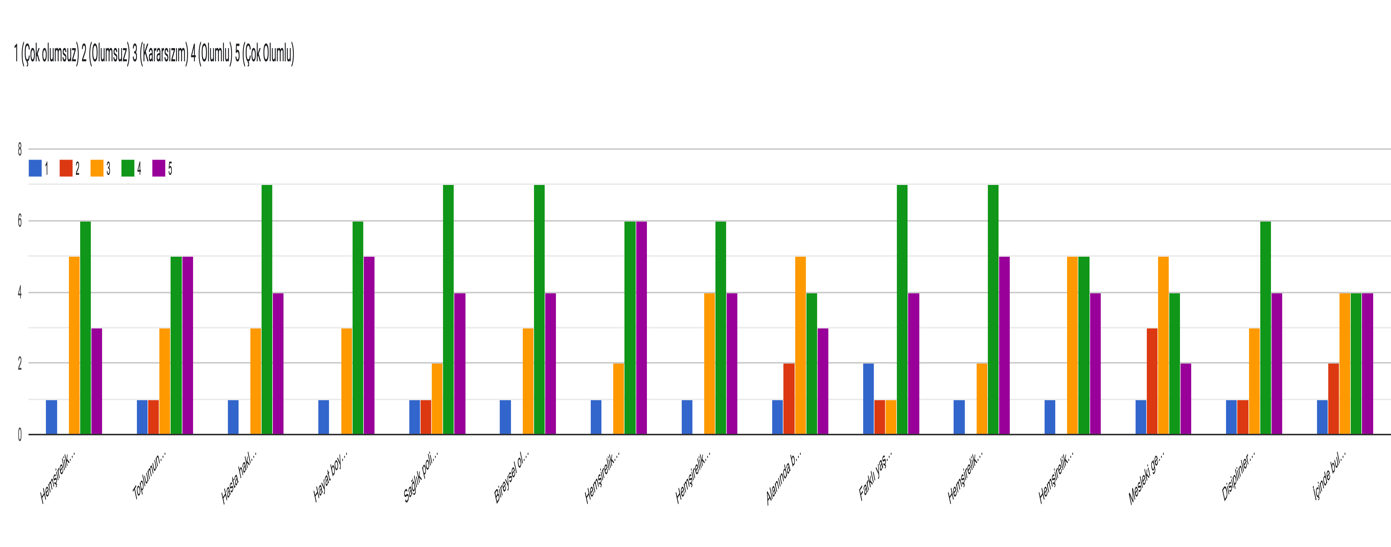 1 (Çok olumsuz) 2 (Olumsuz) 3 (Kararsızım) 4 (Olumlu) 5 (Çok Olumlu)
8
1 2 3 4 5
6
4
2
0
Hemşirelik...
Toplumun...
Hasta hakl...
Hayat boy...
Sağlık poli...
Bireysel ol...
Hemşirelik...
Hemşirelik...
Alanında b...
Farklı yaş...
Hemşirelik...
Hemşirelik...
Mesleki ge...
Disiplinler...
İçinde bul...